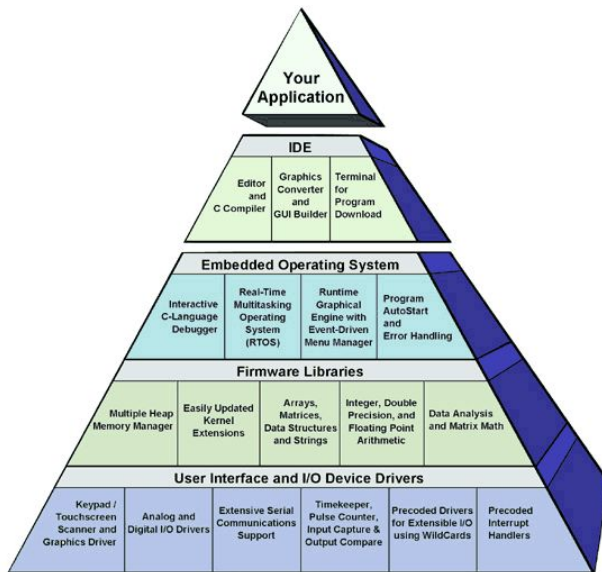 Your
Application
IDE
Editor
and
C Compiler
Graphics
Converter
and
GUI Builder
Terminal
for
Program
Download
Embedded Operating System
Interactive
C-Language
Debugger
Real-Time
Multitasking
Operating
System
(RTOS)
Runtime
Graphical
Engine with
Event-Driven
Menu Manager
Program
AutoStart
and
Error Handling
Firmware Libraries
Multiple Heap
Memory Manager
Easily Updated
Kernel
Extensions
Arrays,
Matrices,
Data Structures
and Strings
Integer, Double
Precision, and
Floating Point
Arithmetic
Data Analysis
and Matrix Math
User Interface and I/O Device Drivers
Keypad /
Touchscreen
Scanner and
Graphics Driver
Analog and
Digital I/O Drivers
Extensive Serial
Communications
Support
Timekeeper,
Pulse Counter,
Input Capture &
Output Compare
Precoded Drivers
for Extensible I/O
using WildCards
Precoded
Interrupt
Handlers